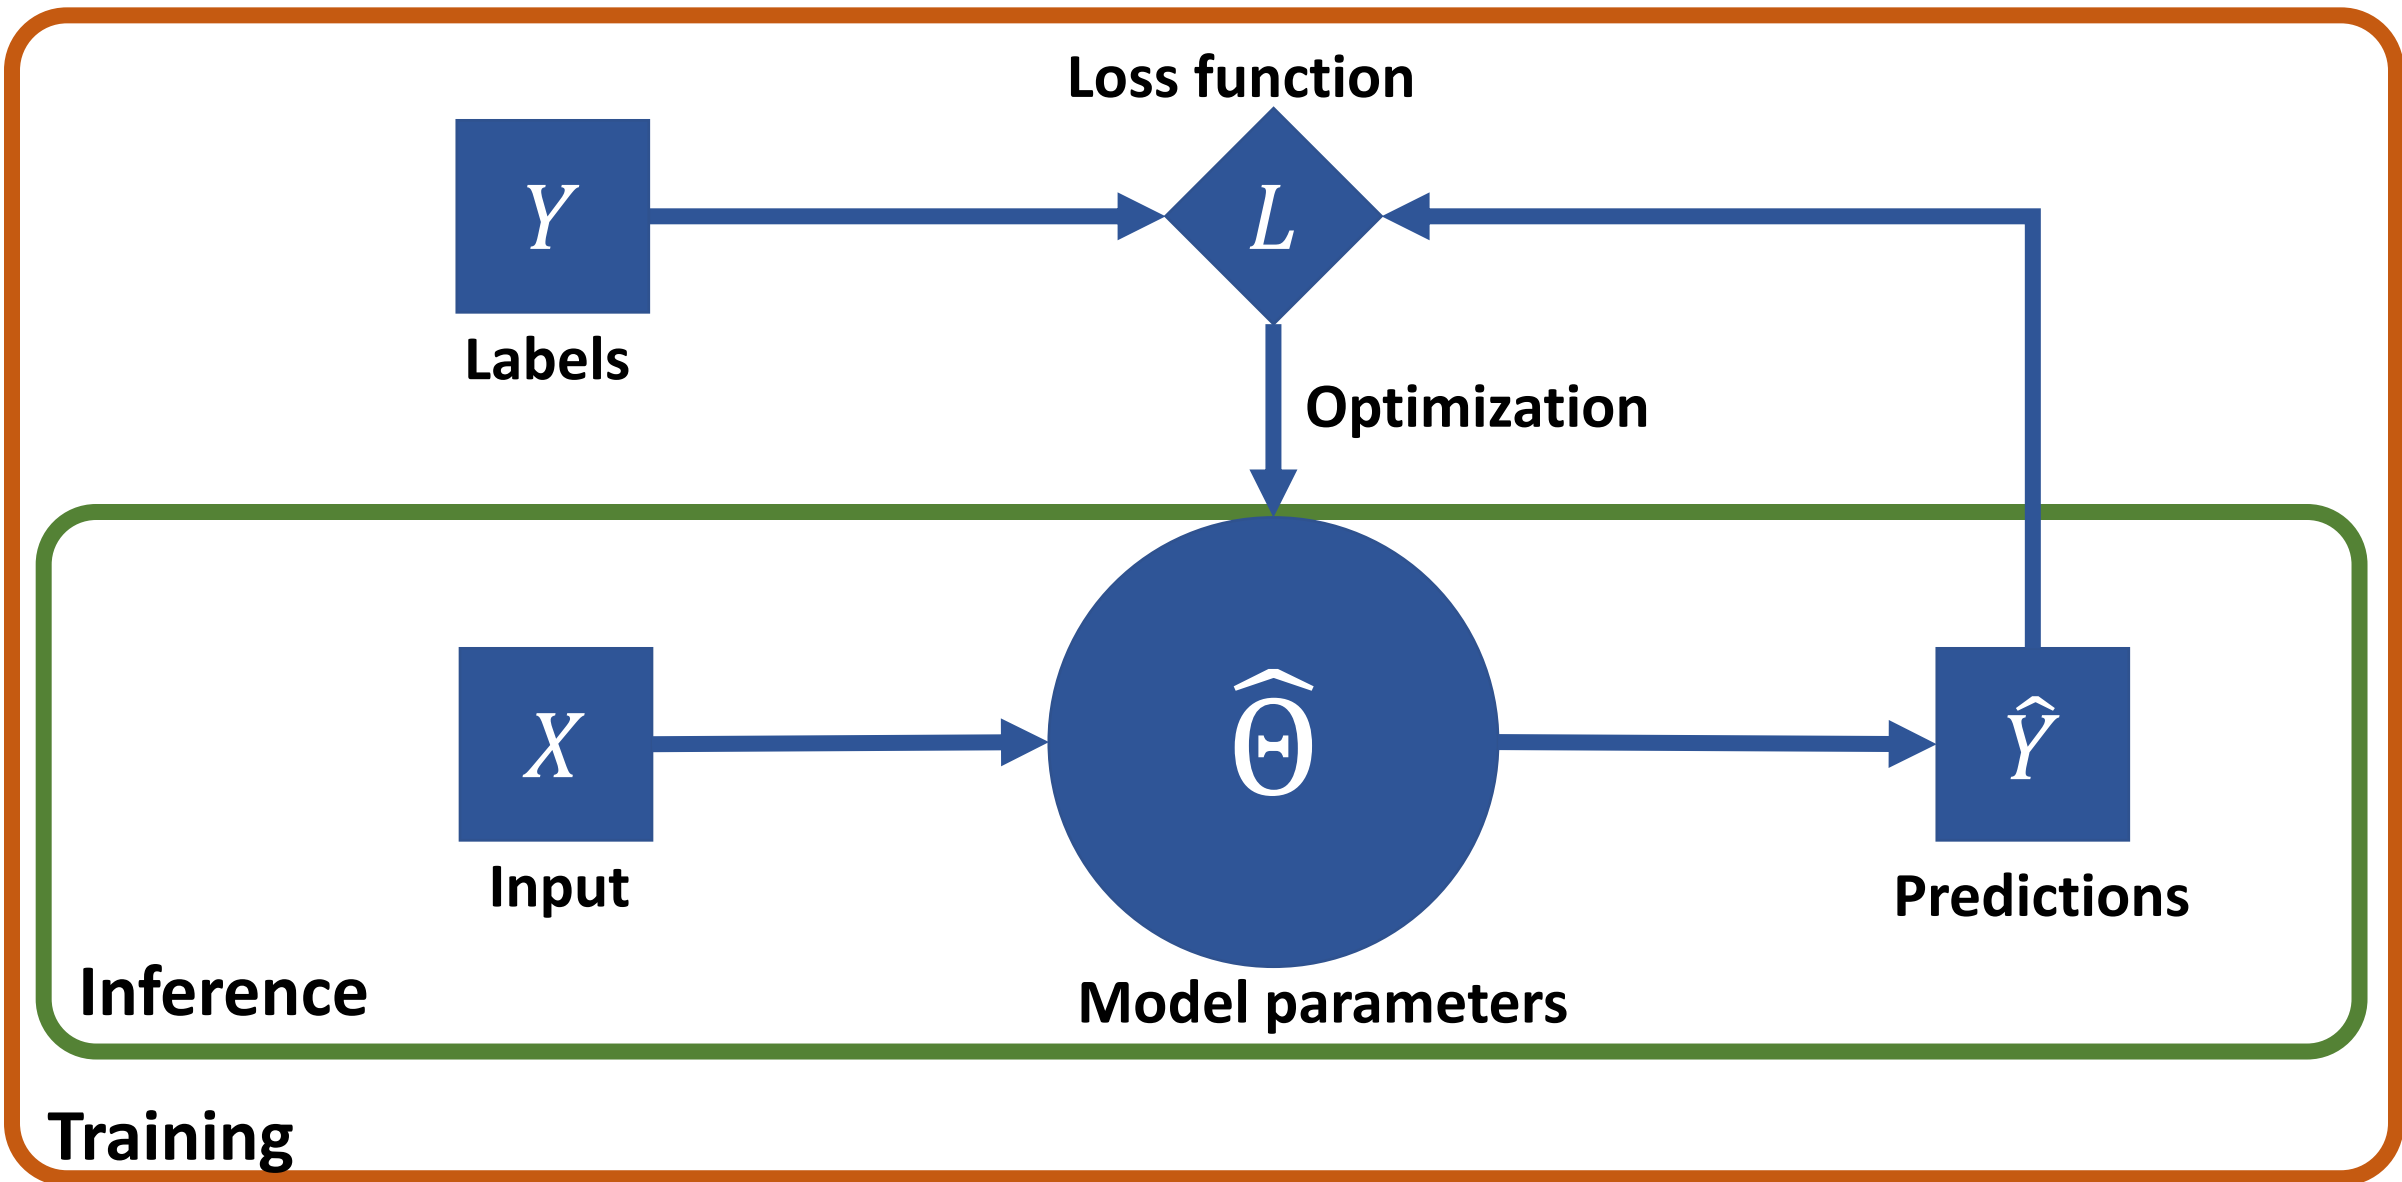 Loss function
Y
L
Labels
Optimization
X
Θ̂
Ŷ
Input
Predictions
Inference
Model parameters
Training